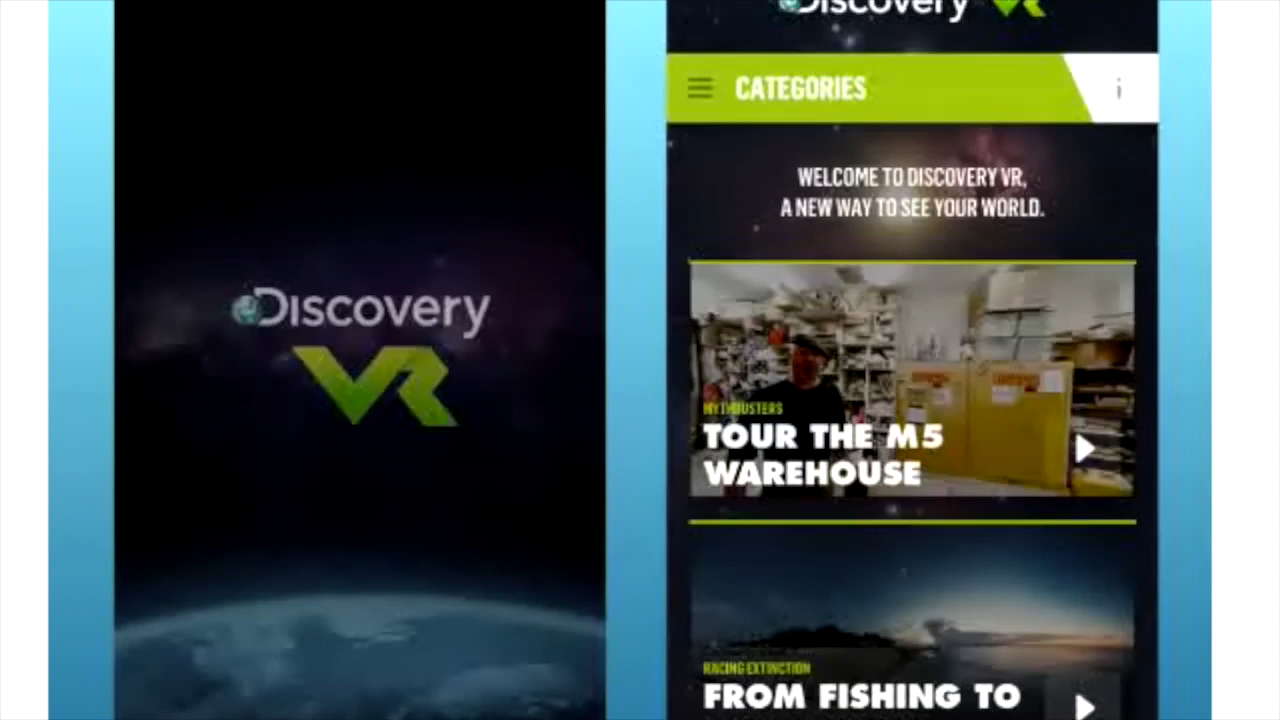 Discovery
VR
Discovery VR
CATEGORIES
i
WELCOME TO DISCOVERY VR,
A NEW WAY TO SEE YOUR WORLD.
MYTHBUSTERS
TOUR THE M5
WAREHOUSE
RACING EXTINCTION
FROM FISHING TO